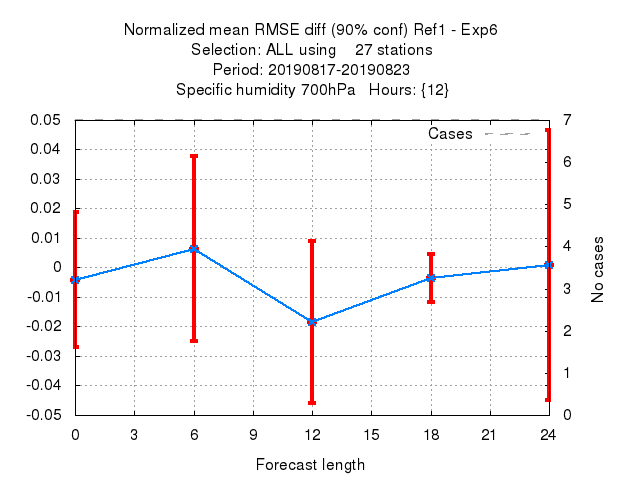 Normalized mean RMSE diff (90% conf) Ref1 - Exp6
Selection: ALL using    27 stations
Period: 20190817-20190823
Specific humidity 700hPa   Hours: {12}
Cases
0.05
0.04
0.03
0.02
0.01
0
-0.01
-0.02
-0.03
-0.04
-0.05
7
6
5
4
3
2
1
0
No cases
0 3 6 9 12 15 18 21 24
Forecast length